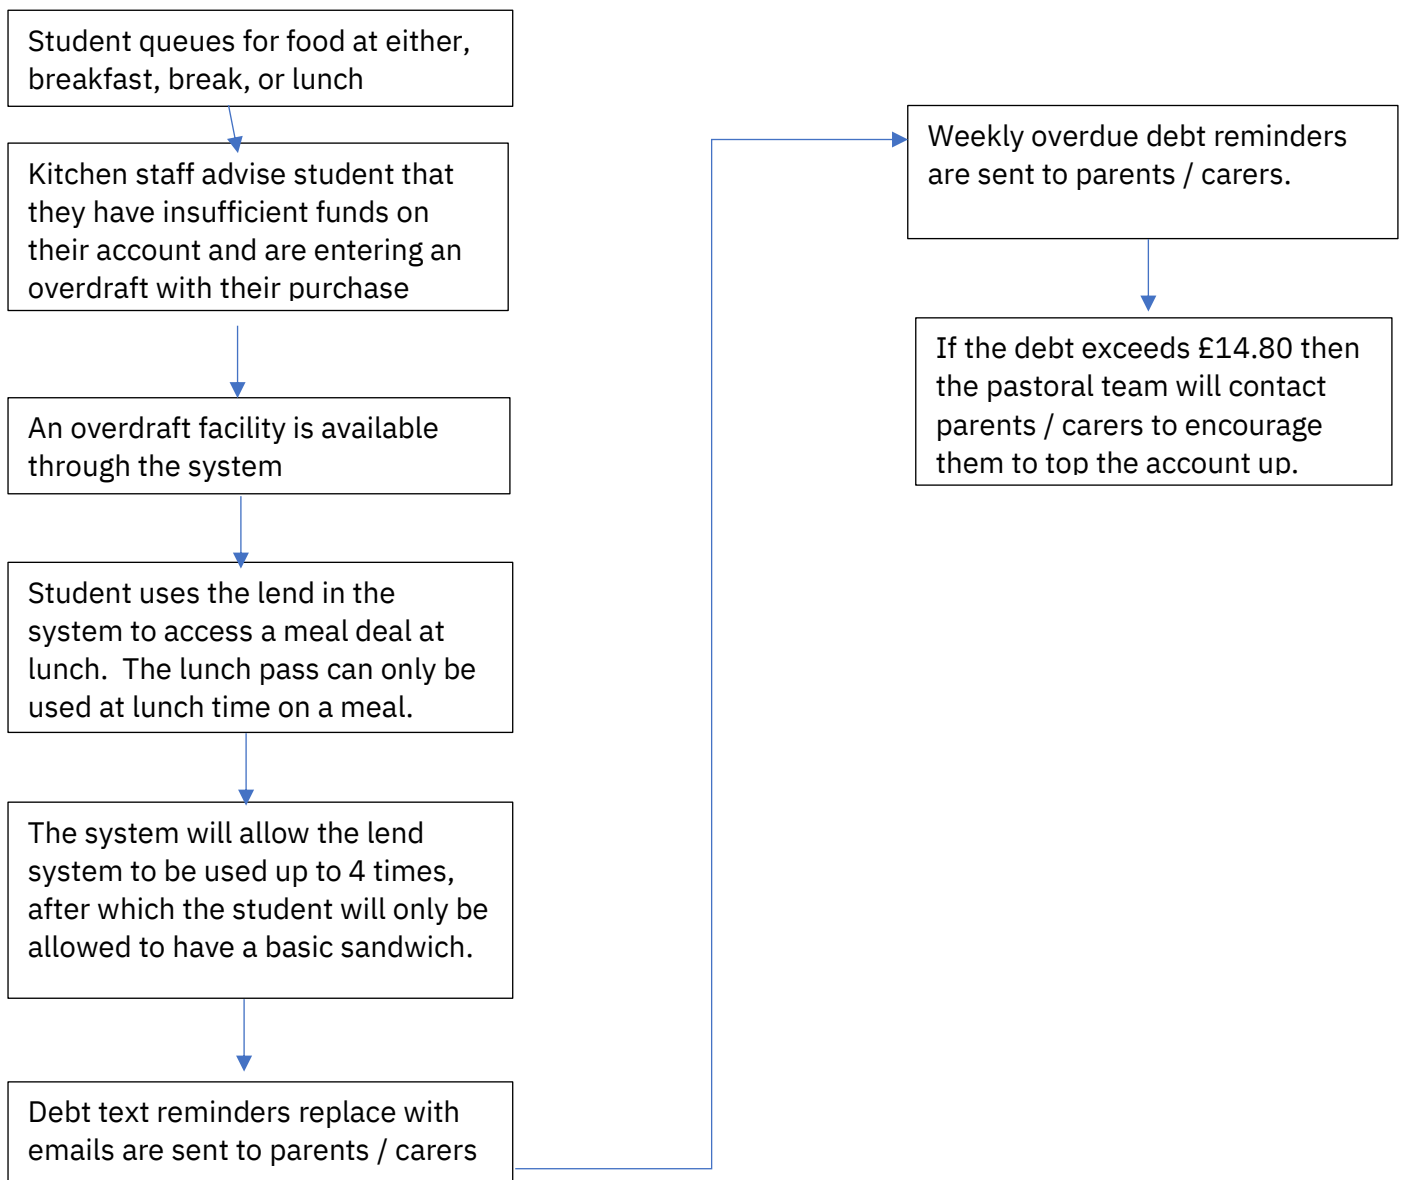 Student queues for food at either,
breakfast, break, or lunch
Kitchen staff advise student that
they have insufficient funds on
their account and are entering an
overdraft with their purchase
An overdraft facility is available
through the system
Student uses the lend in the
system to access a meal deal at
lunch.  The lunch pass can only be
used at lunch time on a meal.
The system will allow the lend
system to be used up to 4 times,
after which the student will only be
allowed to have a basic sandwich.
Debt text reminders replace with
emails are sent to parents / carers
Weekly overdue debt reminders
are sent to parents / carers.
If the debt exceeds £14.80 then
the pastoral team will contact
parents / carers to encourage
them to top the account up.